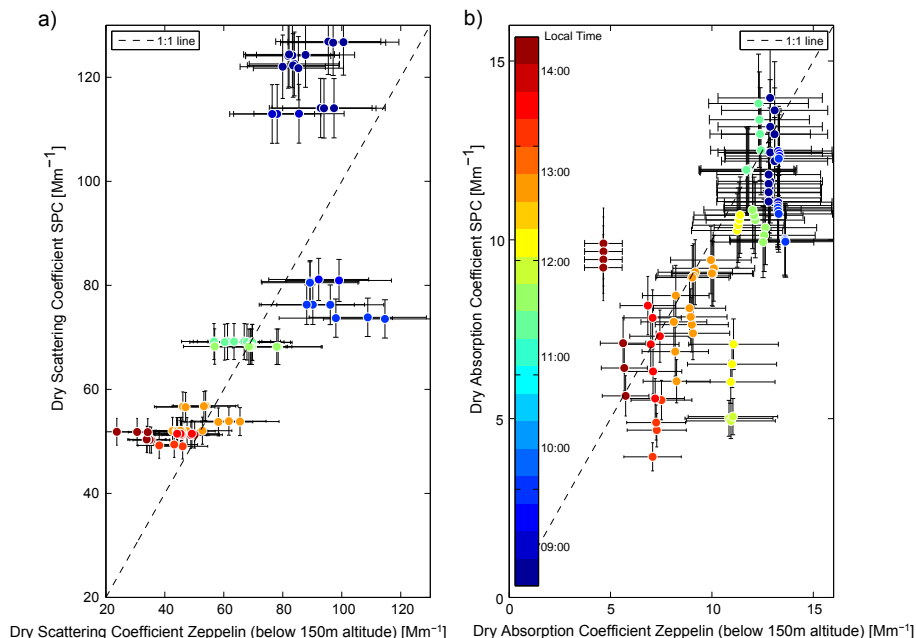 a)
1:1 line
120
100
80
60
40
20
Dry Scattering Coefficient SPC [Mm⁻¹]
20 40 60 80 100 120
Dry Scattering Coefficient Zeppelin (below 150m altitude) [Mm⁻¹]
b)
Local Time
1:1 line
14:00
13:00
12:00
11:00
10:00
09:00
15
10
5
0
Dry Absorption Coefficient SPC [Mm⁻¹]
0 5 10 15
Dry Absorption Coefficient Zeppelin (below 150m altitude) [Mm⁻¹]